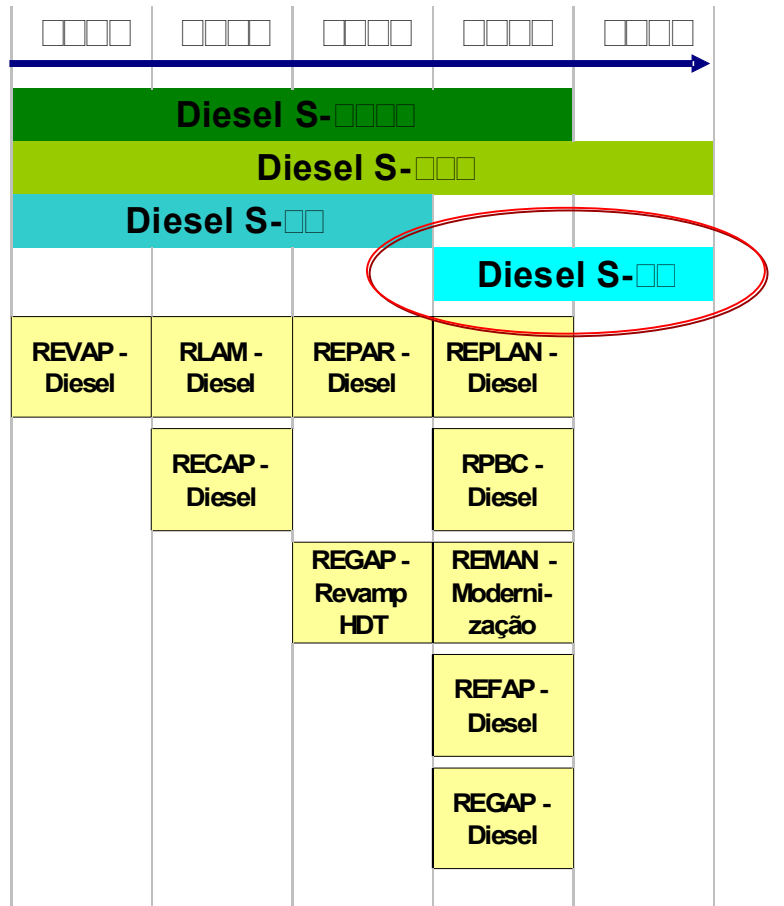 Diesel S-
Diesel S-
Diesel S-
Diesel S-
REVAP - Diesel
RLAM - Diesel
REPAR - Diesel
REPLAN - Diesel
RECAP - Diesel
RPBC - Diesel
REGAP - Revamp HDT
REMAN - Moderni-
zação
REFAP - Diesel
REGAP - Diesel